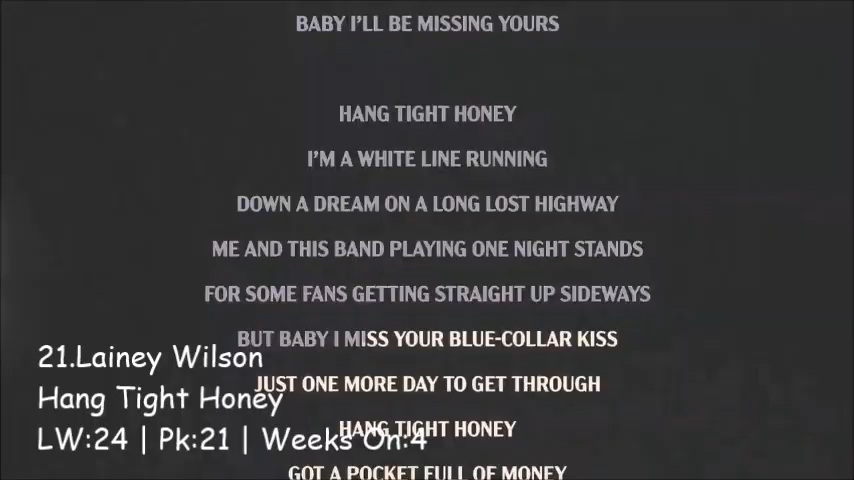 BABY I'LL BE MISSING YOURS
HANG TIGHT HONEY
I'M A WHITE LINE RUNNING
DOWN A DREAM ON A LONG LOST HIGHWAY
ME AND THIS BAND PLAYING ONE NIGHT STANDS
FOR SOME FANS GETTING STRAIGHT UP SIDEWAYS
BUT BABY I MISS YOUR BLUE-COLLAR KISS
JUST ONE MORE DAY TO GET THROUGH
HANG TIGHT HONEY
GOT A POCKET FULL OF MONEY
21.Lainey Wilson
Hang Tight Honey
LW:24 | Pk:21 | Weeks On:4